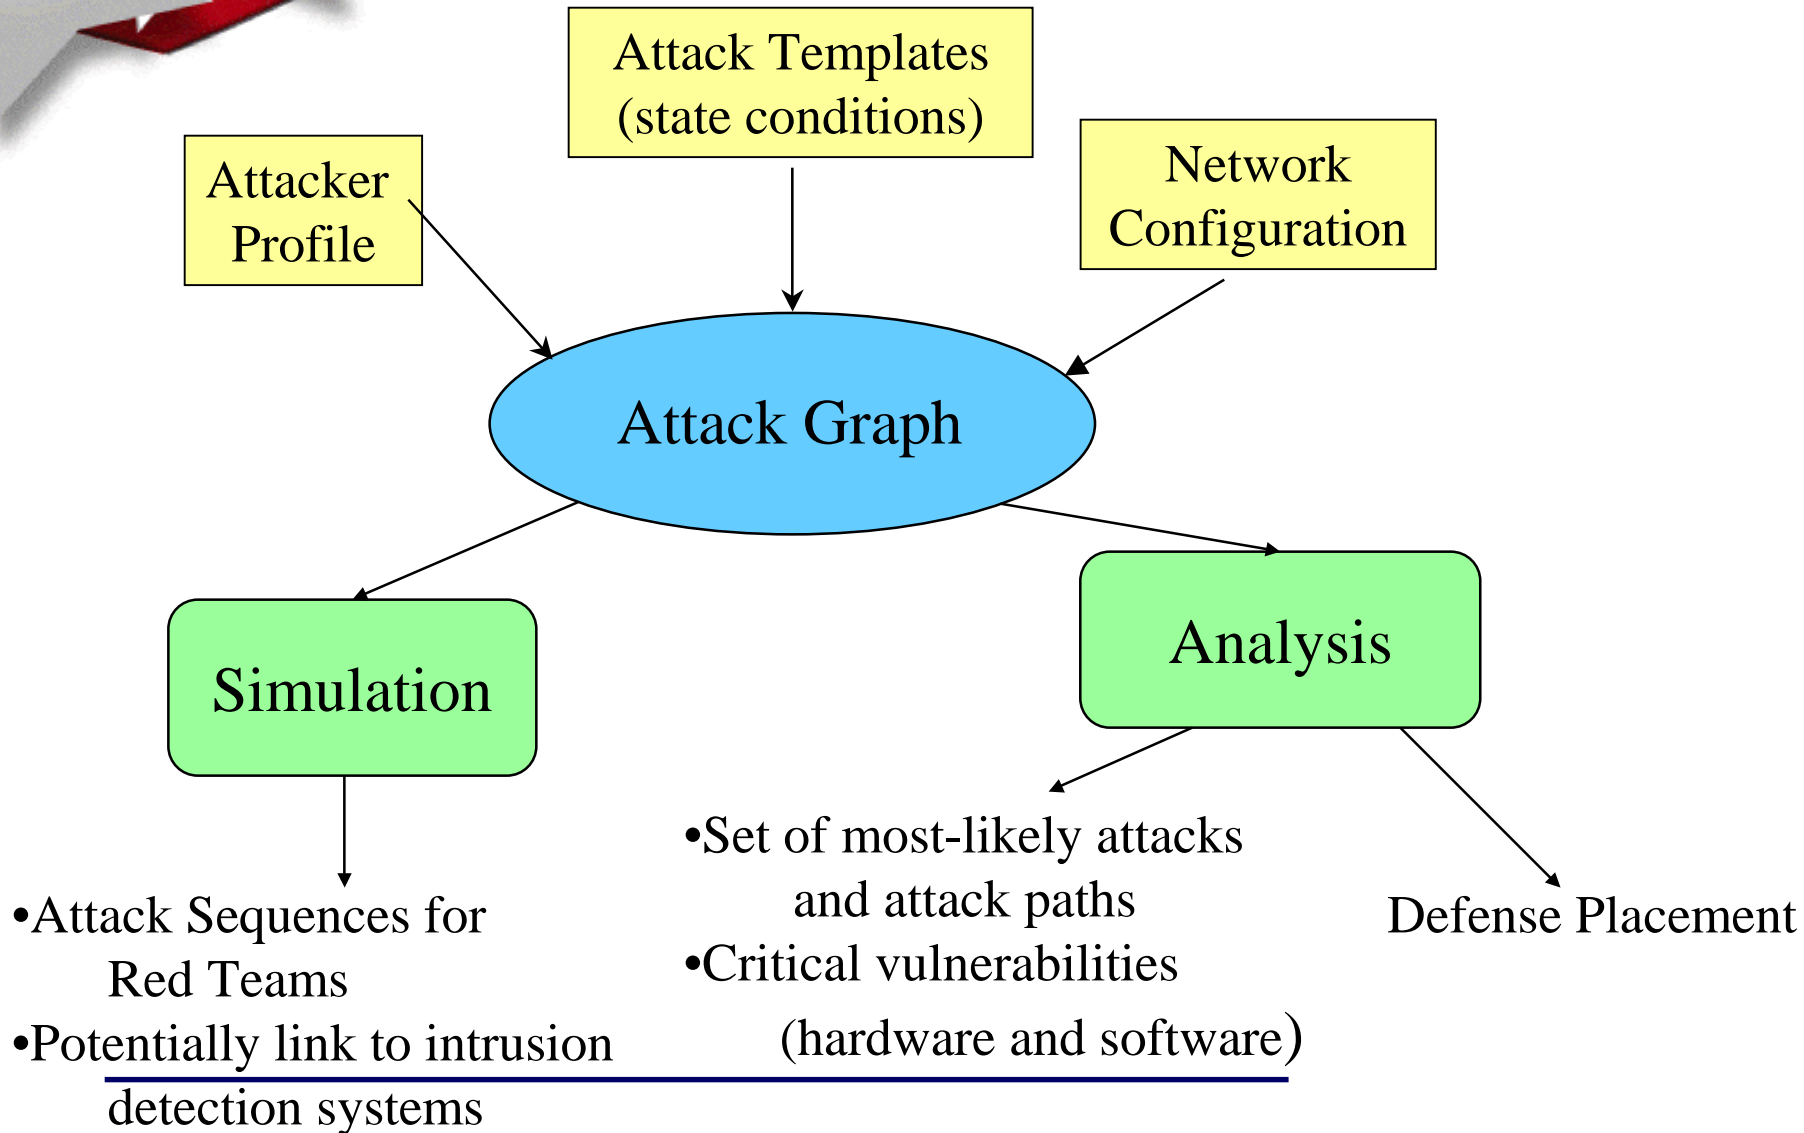 Attack Templates
(state conditions)
Attacker
Profile
Network
Configuration
Attack Graph
Simulation
Analysis
•Attack Sequences for
Red Teams
•Potentially link to intrusion
detection systems
•Set of most-likely attacks
and attack paths
•Critical vulnerabilities
(hardware and software)
Defense Placement